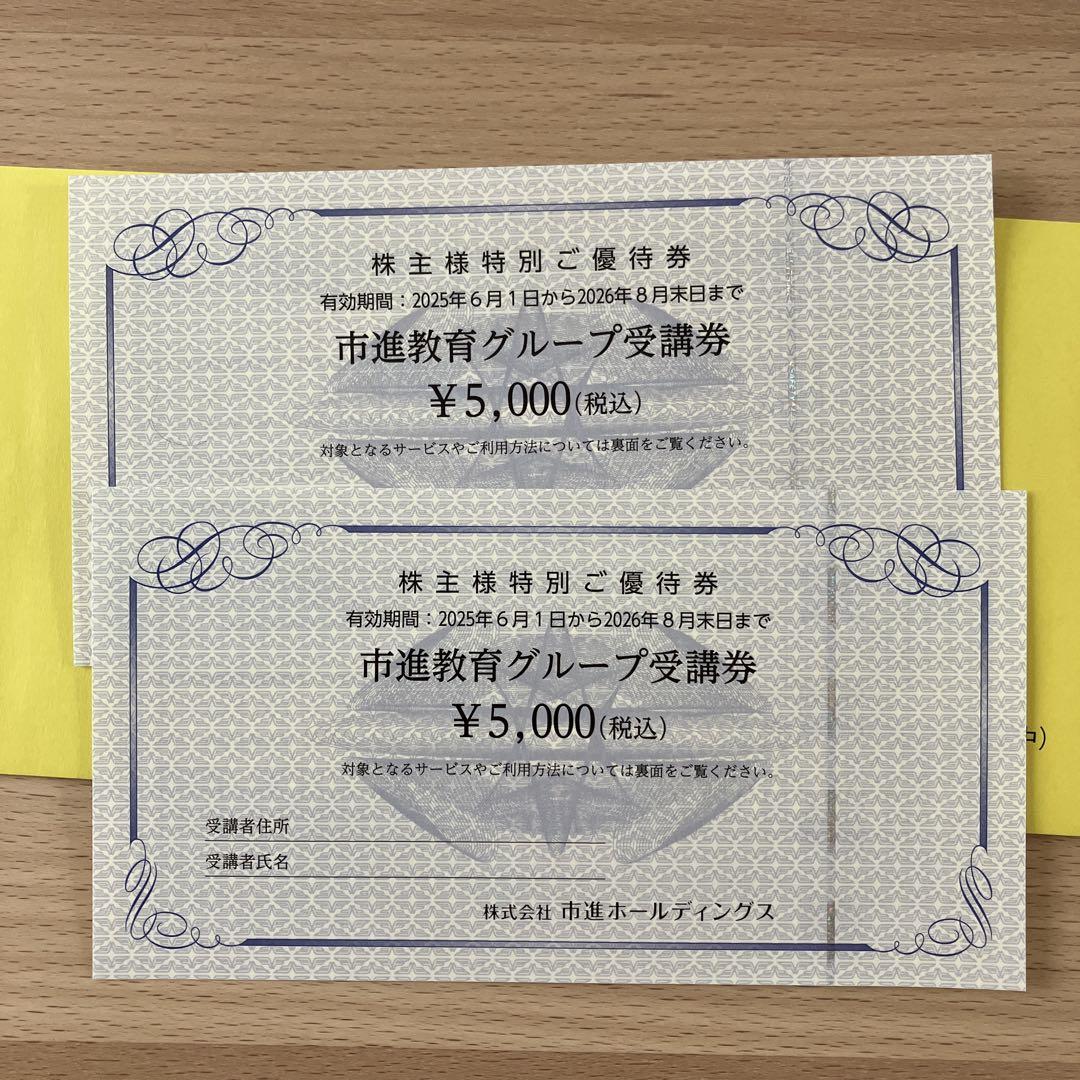 株主様特別ご優待券
有効期間：2025年６月１日から2026年８月末日まで
市進教育グループ受講券
￥5,000(税込)
対象となるサービスやご利用方法については裏面をご覧ください。
株主様特別ご優待券
有効期間：2025年６月１日から2026年８月末日まで
市進教育グループ受講券
￥5,000(税込)
対象となるサービスやご利用方法については裏面をご覧ください。
受講者住所
受講者氏名
株式会社 市進ホールディングス